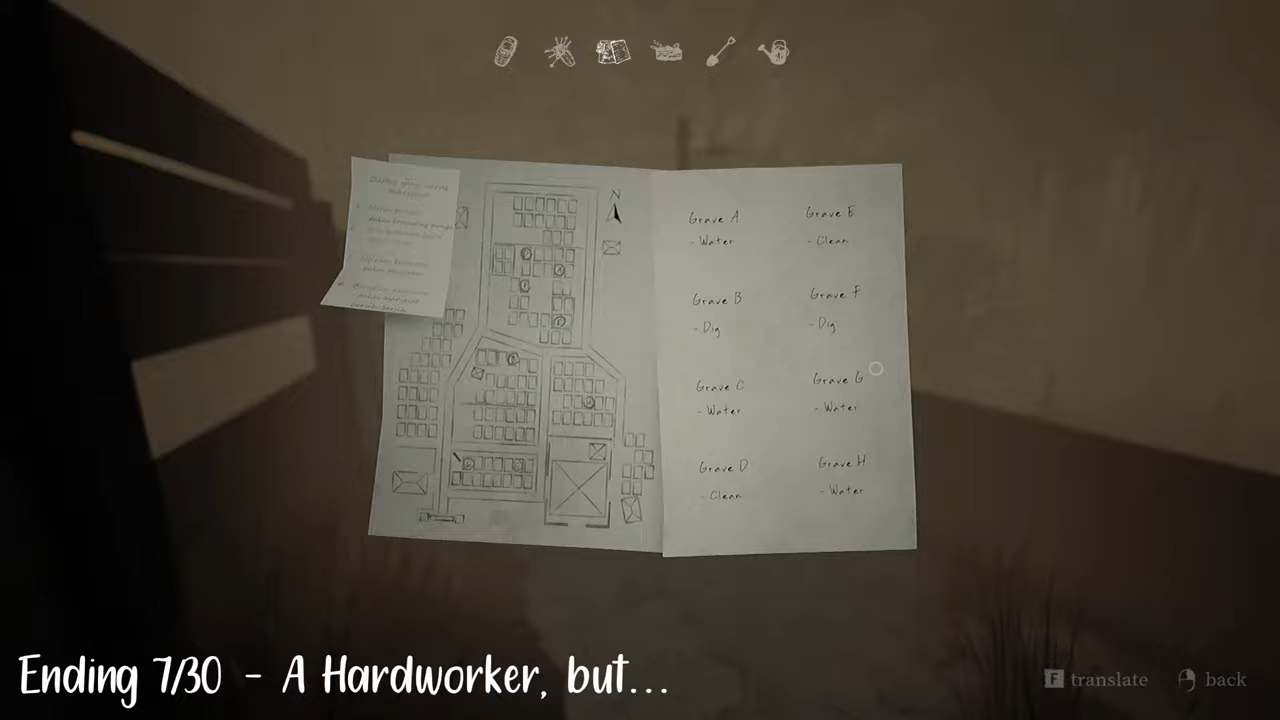 N
Grave A
- Water
Grave B
- Dig
Grave C
- Water
Grave D
- Clean
Grave E
- Clean
Grave F
- Dig
Grave G
- Water
Grave H
- Water
Ending 7/30 - A Hardworker, but...
F translate
back